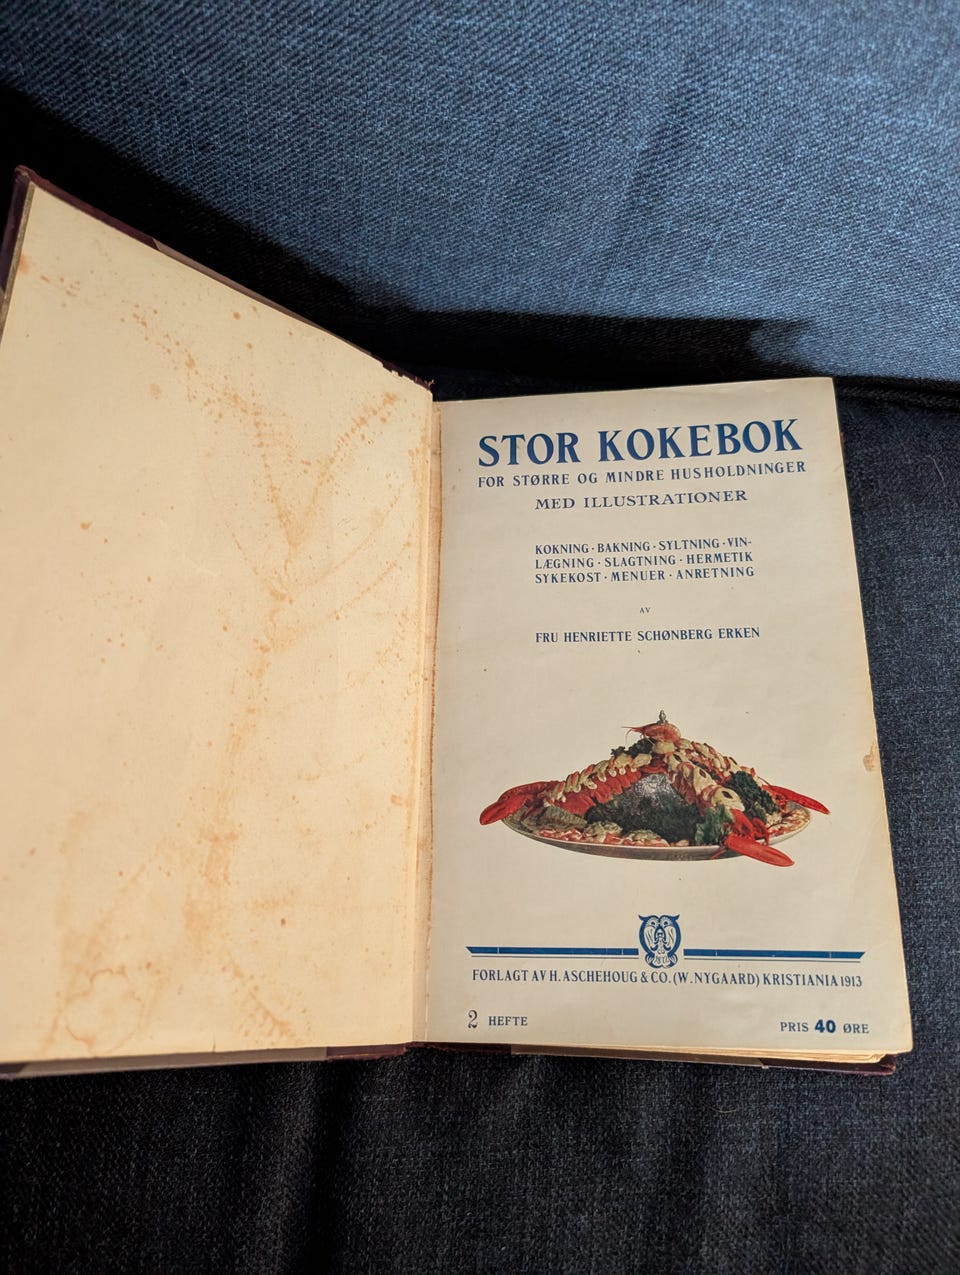 STOR KOKEBOK
FOR STØRRE OG MINDRE HUSHOLDNINGER
MED ILLUSTRATIONER
KOKNING · BAKNING · SYLTNING · VIN-
LÆGNING · SLAGTNING · HERMETIK
SYKEKOST · MENUER · ANRETNING
AV
FRU HENRIETTE SCHØNBERG ERKEN
FORLAGT AV H. ASCHEHOUG & CO. (W. NYGAARD) KRISTIANIA 1913
2 HEFTE
PRIS 40 ØRE